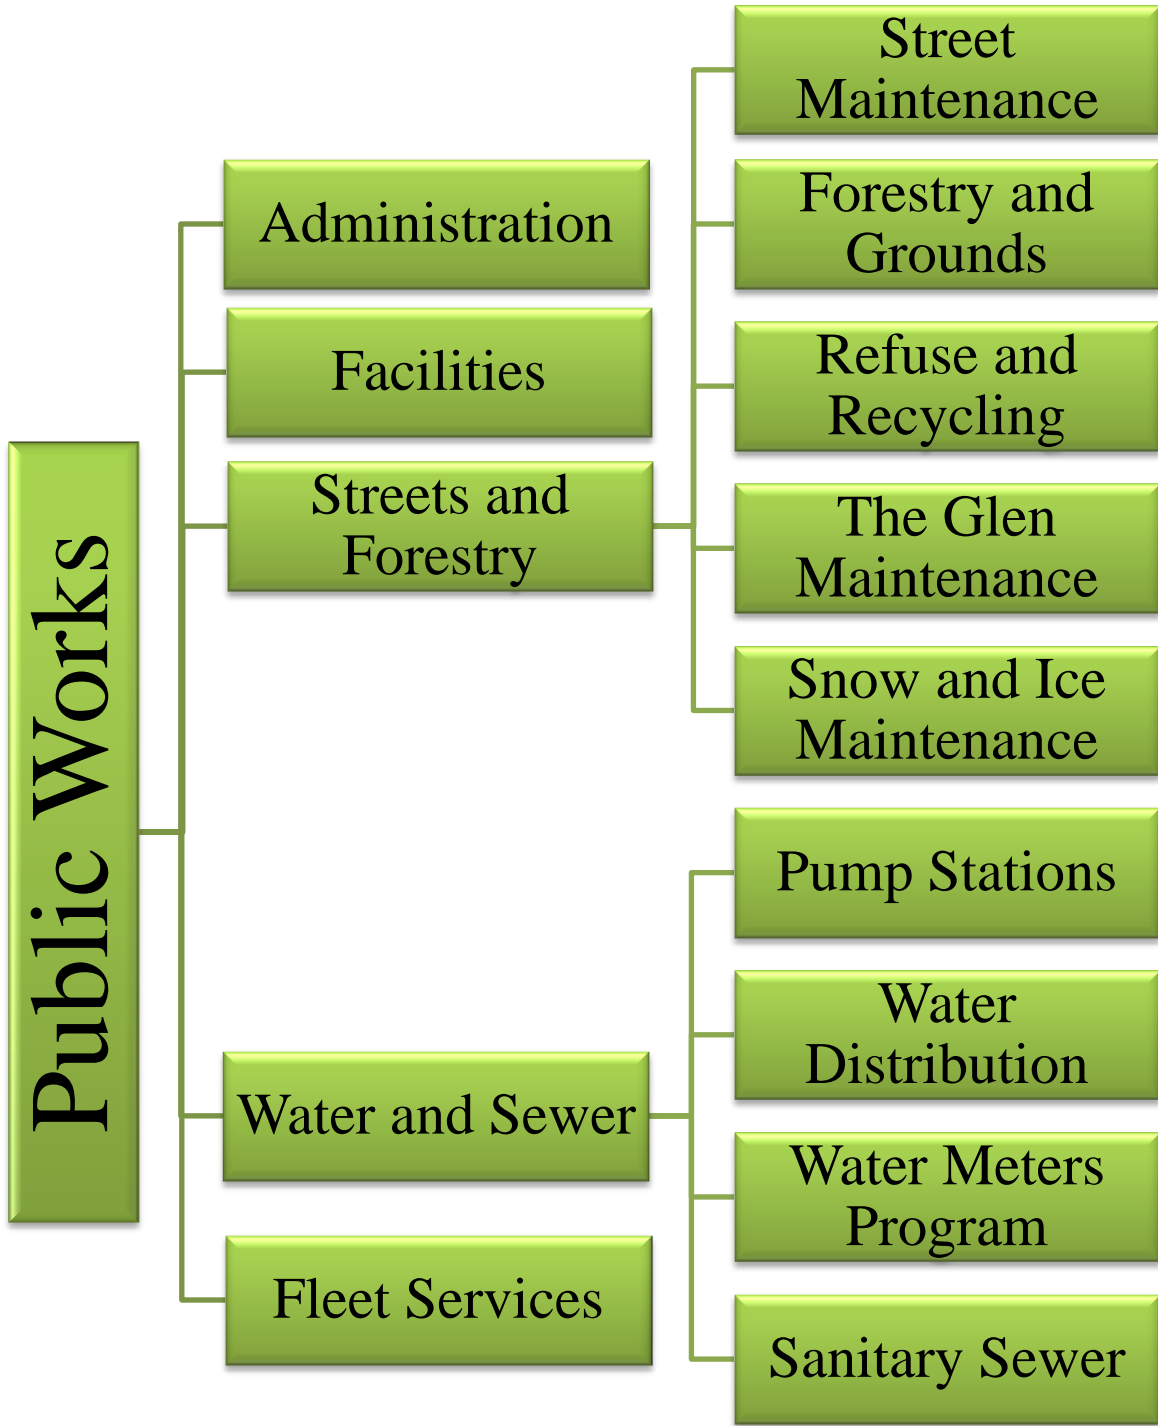 Public Works
Administration
Facilities
Streets and
Forestry
Street
Maintenance
Forestry and
Grounds
Refuse and
Recycling
The Glen
Maintenance
Snow and Ice
Maintenance
Water and Sewer
Pump Stations
Water
Distribution
Water Meters
Program
Sanitary Sewer
Fleet Services